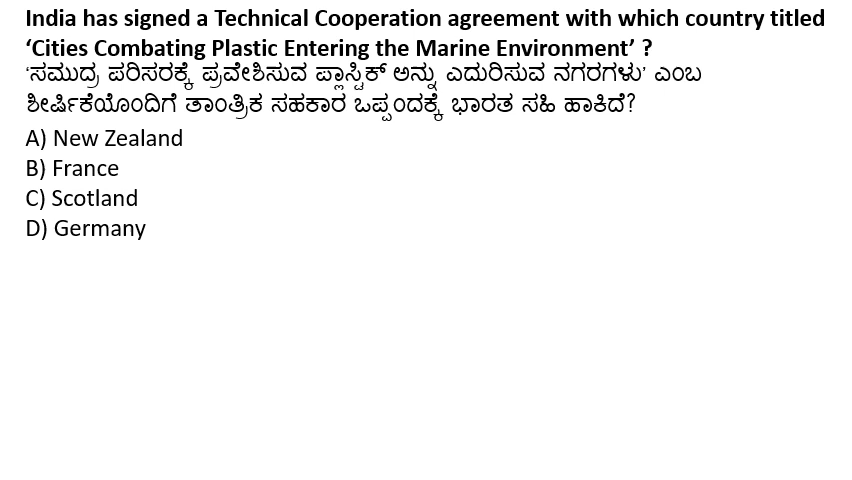 India has signed a Technical Cooperation agreement with which country titled
‘Cities Combating Plastic Entering the Marine Environment’ ?
‘ಸಮುದ್ರ ಪರಿಸರಕ್ಕೆ ಪ್ರವೇಶಿಸುವ ಪ್ಲಾಸ್ಟಿಕ್ ಅನ್ನು ಎದುರಿಸುವ ನಗರಗಳು’ ಎಂಬ
ಶೀರ್ಷಿಕೆಯೊಂದಿಗೆ ತಾಂತ್ರಿಕ ಸಹಕಾರ ಒಪ್ಪಂದಕ್ಕೆ ಭಾರತ ಸಹಿ ಹಾಕಿದೆ?
A) New Zealand
B) France
C) Scotland
D) Germany